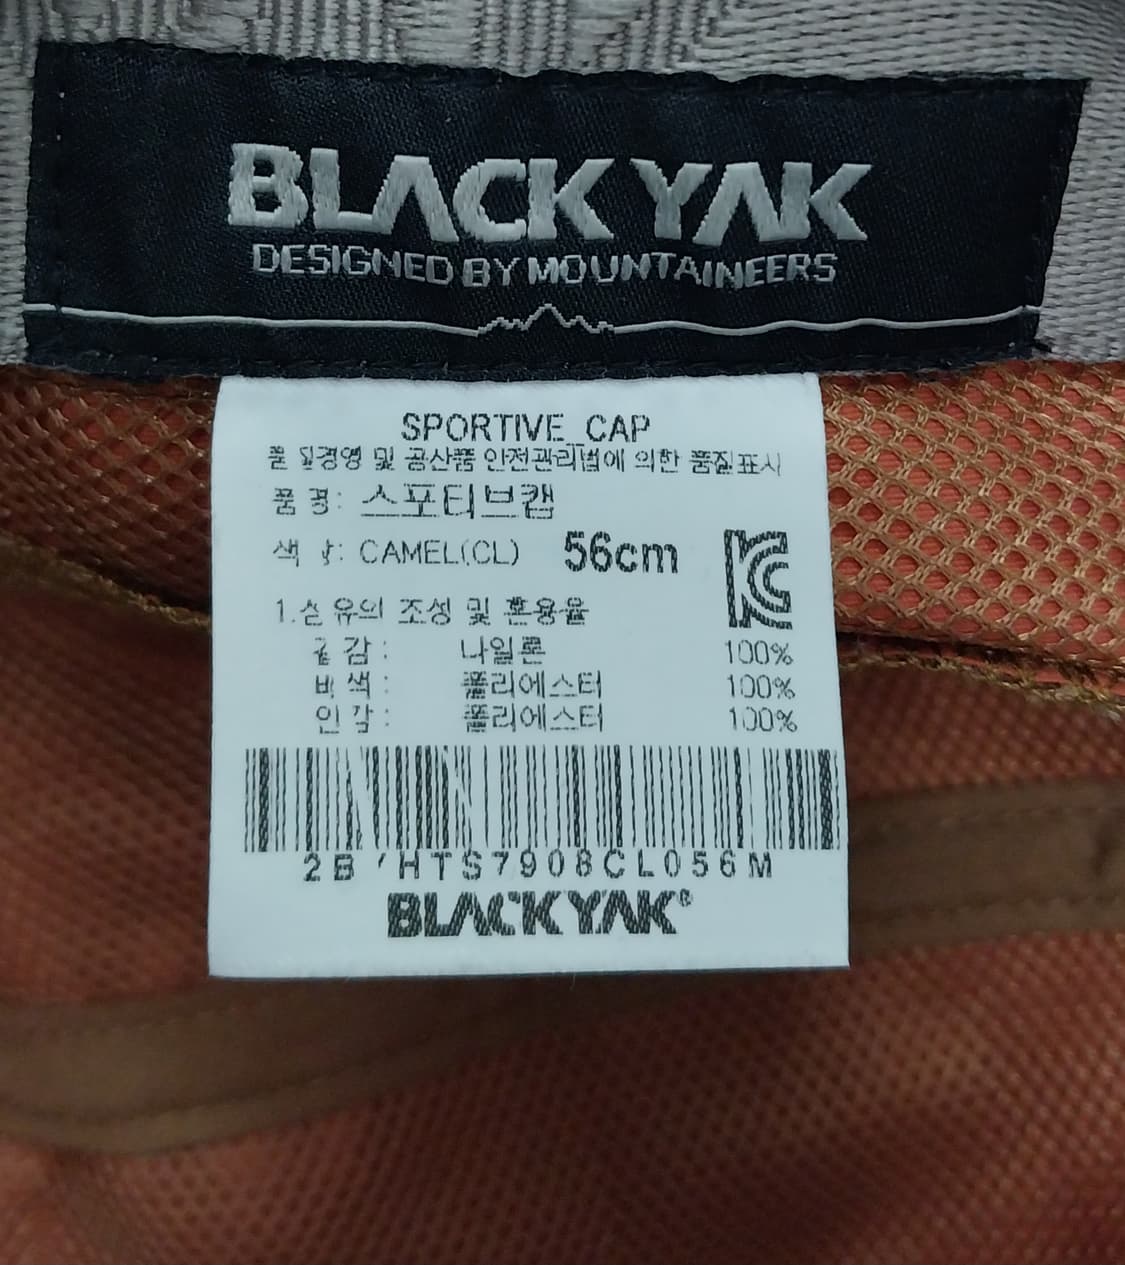 BLACKYAK
DESIGNED BY MOUNTAINEERS
SPORTIVE_CAP
품질경영 및 공산품 안전관리법에 의한 품질표시
품 명: 스포티브캡
색 상: CAMEL(CL) 56cm
1.섬유의 조성 및 혼용율
겉감: 나일론 100%
배색: 폴리에스터 100%
안감: 폴리에스터 100%
HTS7908CL056M
BLACKYAK®